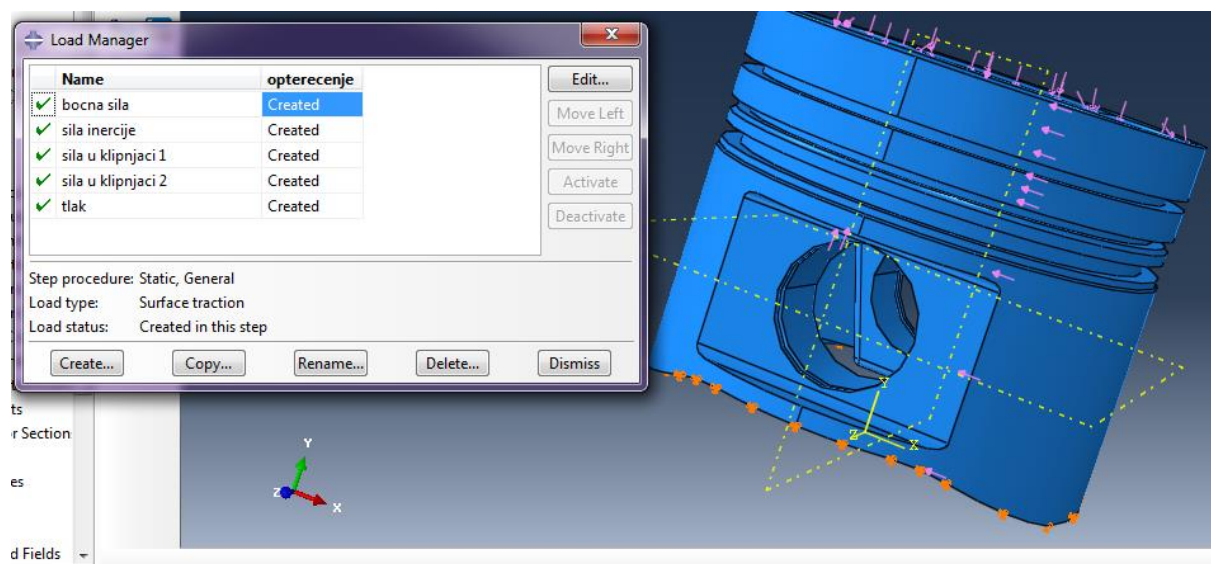 Load Manager
Name opterecenje
bocna sila Created
sila inercije Created
sila u klipnjaci 1 Created
sila u klipnjaci 2 Created
tlak Created
Edit...
Move Left
Move Right
Activate
Deactivate
Step procedure: Static, General
Load type: Surface traction
Load status: Created in this step
Create... Copy... Rename... Delete... Dismiss
ts
r Section
es
d Fields
Y
Z
X
Y
Z
X